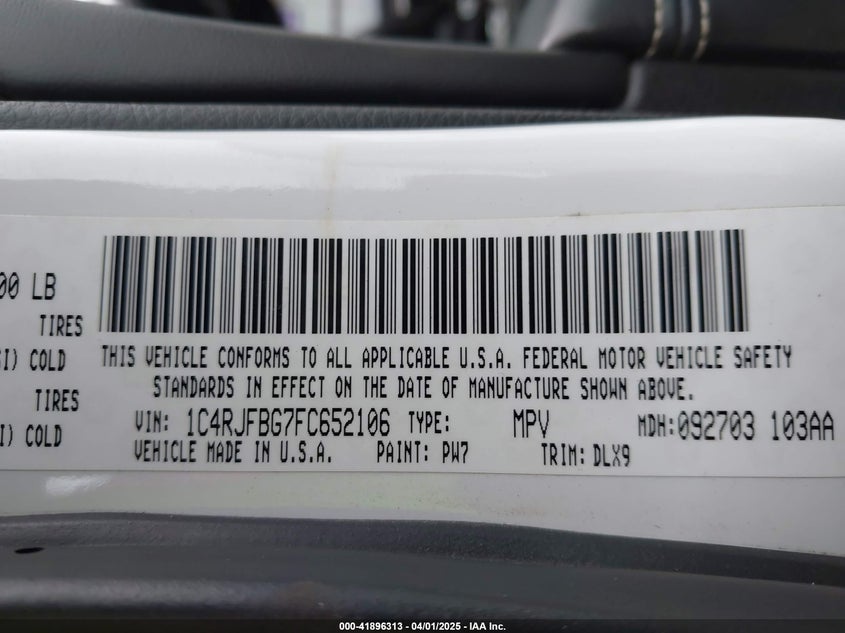 00 LB
TIRES
SI) COLD
TIRES
I) COLD
THIS VEHICLE CONFORMS TO ALL APPLICABLE U.S.A. FEDERAL MOTOR VEHICLE SAFETY
STANDARDS IN EFFECT ON THE DATE OF MANUFACTURE SHOWN ABOVE.
VIN: 1C4RJFBG7FC652106 TYPE: MPV MDH:092703 103AA
VEHICLE MADE IN U.S.A. PAINT: PW7 TRIM: DLX9
000-41896313 - 04/01/2025 - IAA Inc.